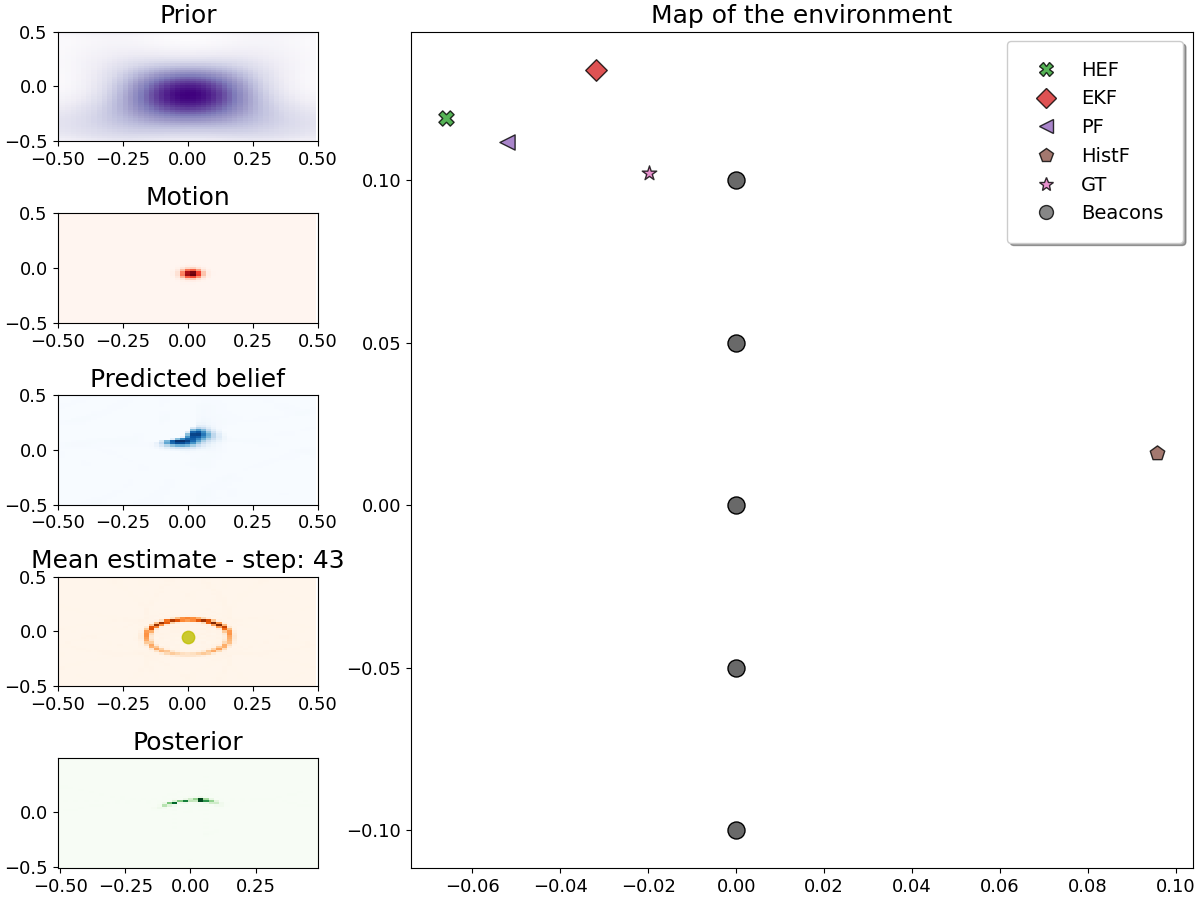 Prior
0.5
0.0
−0.5
−0.50 −0.25 0.00 0.25 0.50
Motion
0.5
0.0
−0.5
−0.50 −0.25 0.00 0.25 0.50
Predicted belief
0.5
0.0
−0.5
−0.50 −0.25 0.00 0.25 0.50
Mean estimate - step: 43
0.5
0.0
−0.5
−0.50 −0.25 0.00 0.25 0.50
Posterior
0.0
−0.5
−0.50 −0.25 0.00 0.25
Map of the environment
HEF
EKF
PF
HistF
GT
Beacons
0.10
0.05
0.00
−0.05
−0.10
−0.06 −0.04 −0.02 0.00 0.02 0.04 0.06 0.08 0.10